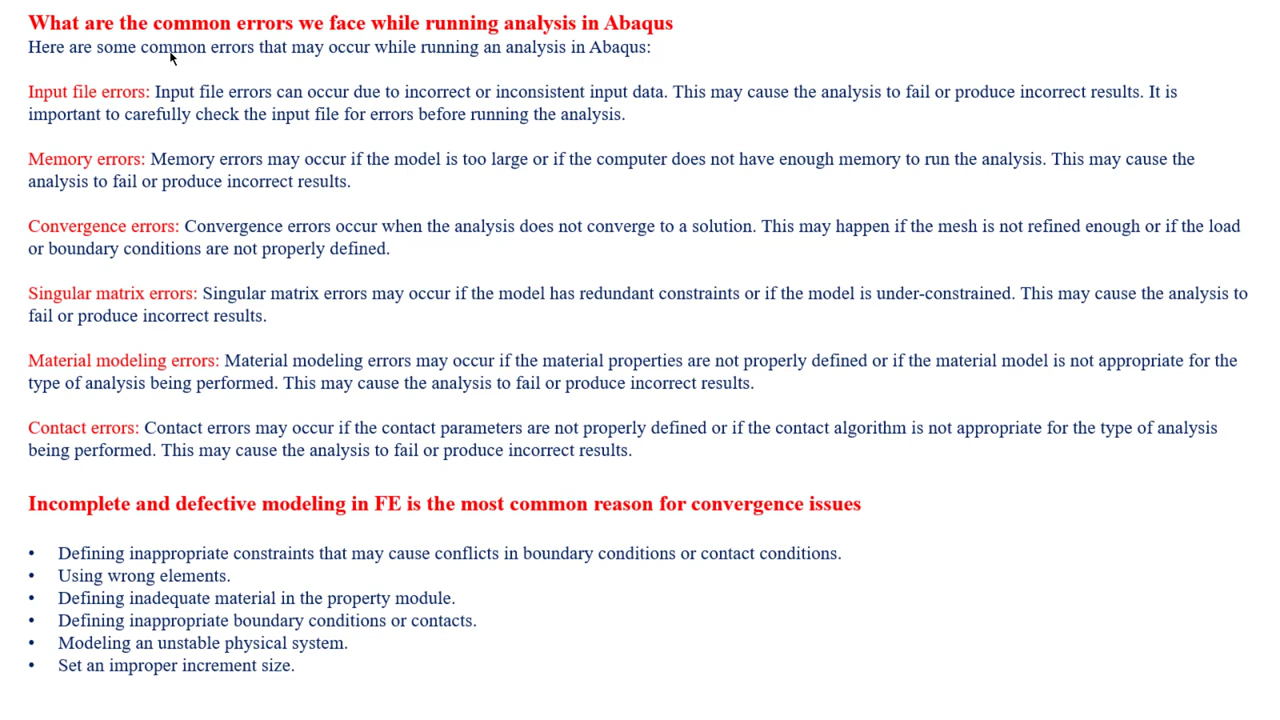 What are the common errors we face while running analysis in Abaqus
Here are some common errors that may occur while running an analysis in Abaqus:
Input file errors: Input file errors can occur due to incorrect or inconsistent input data. This may cause the analysis to fail or produce incorrect results. It is
important to carefully check the input file for errors before running the analysis.
Memory errors: Memory errors may occur if the model is too large or if the computer does not have enough memory to run the analysis. This may cause the
analysis to fail or produce incorrect results.
Convergence errors: Convergence errors occur when the analysis does not converge to a solution. This may happen if the mesh is not refined enough or if the load
or boundary conditions are not properly defined.
Singular matrix errors: Singular matrix errors may occur if the model has redundant constraints or if the model is under-constrained. This may cause the analysis to
fail or produce incorrect results.
Material modeling errors: Material modeling errors may occur if the material properties are not properly defined or if the material model is not appropriate for the
type of analysis being performed. This may cause the analysis to fail or produce incorrect results.
Contact errors: Contact errors may occur if the contact parameters are not properly defined or if the contact algorithm is not appropriate for the type of analysis
being performed. This may cause the analysis to fail or produce incorrect results.
Incomplete and defective modeling in FE is the most common reason for convergence issues
• Defining inappropriate constraints that may cause conflicts in boundary conditions or contact conditions.
• Using wrong elements.
• Defining inadequate material in the property module.
• Defining inappropriate boundary conditions or contacts.
• Modeling an unstable physical system.
• Set an improper increment size.